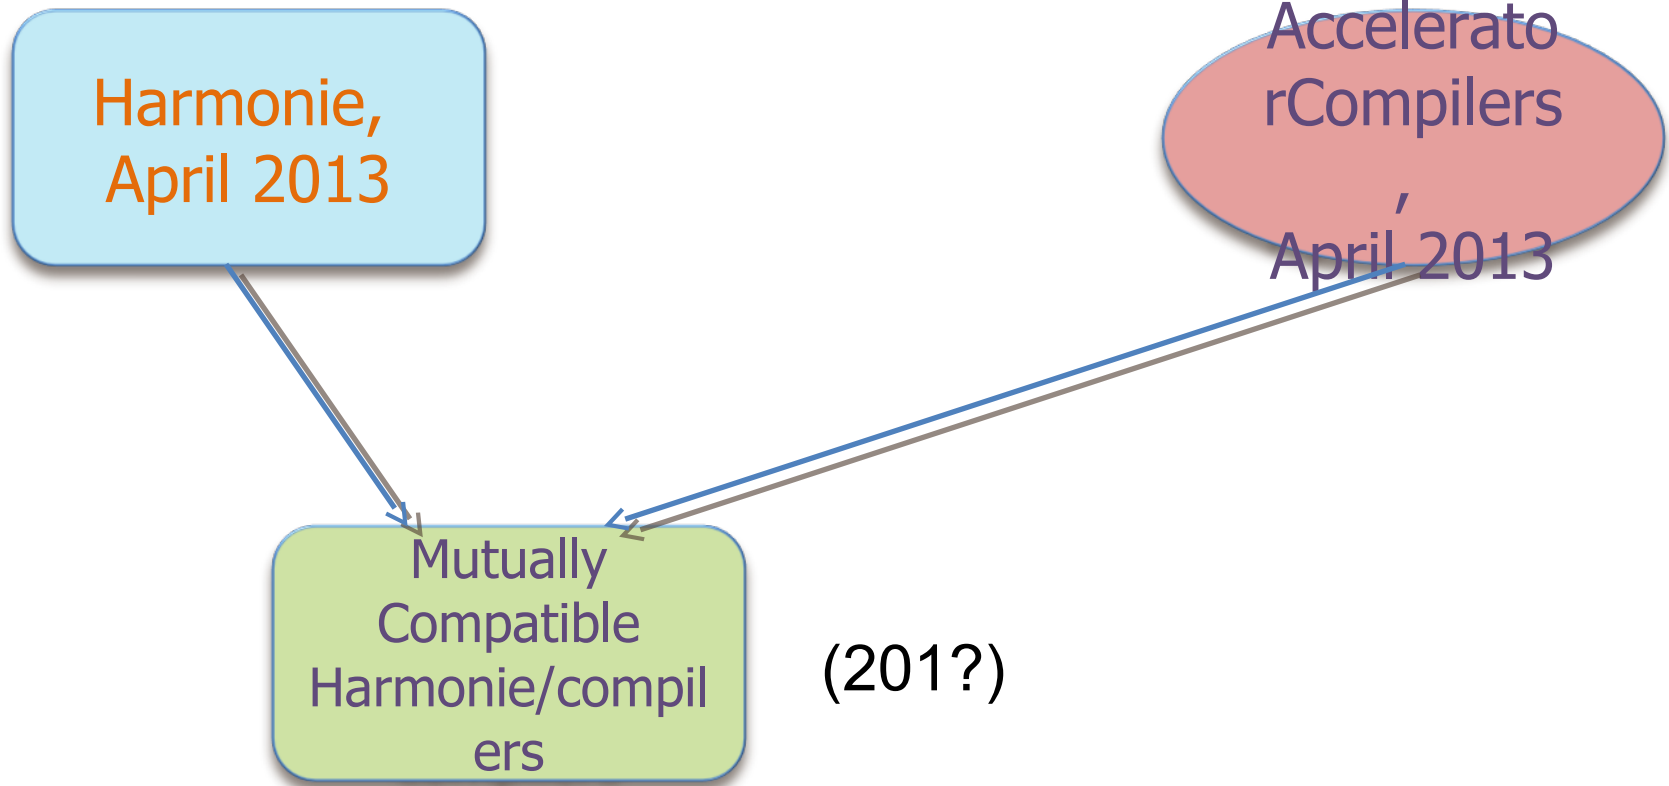 Harmonie,
April 2013
Accelerato
rCompilers
,
April 2013
Mutually
Compatible
Harmonie/compil
ers
(201?)